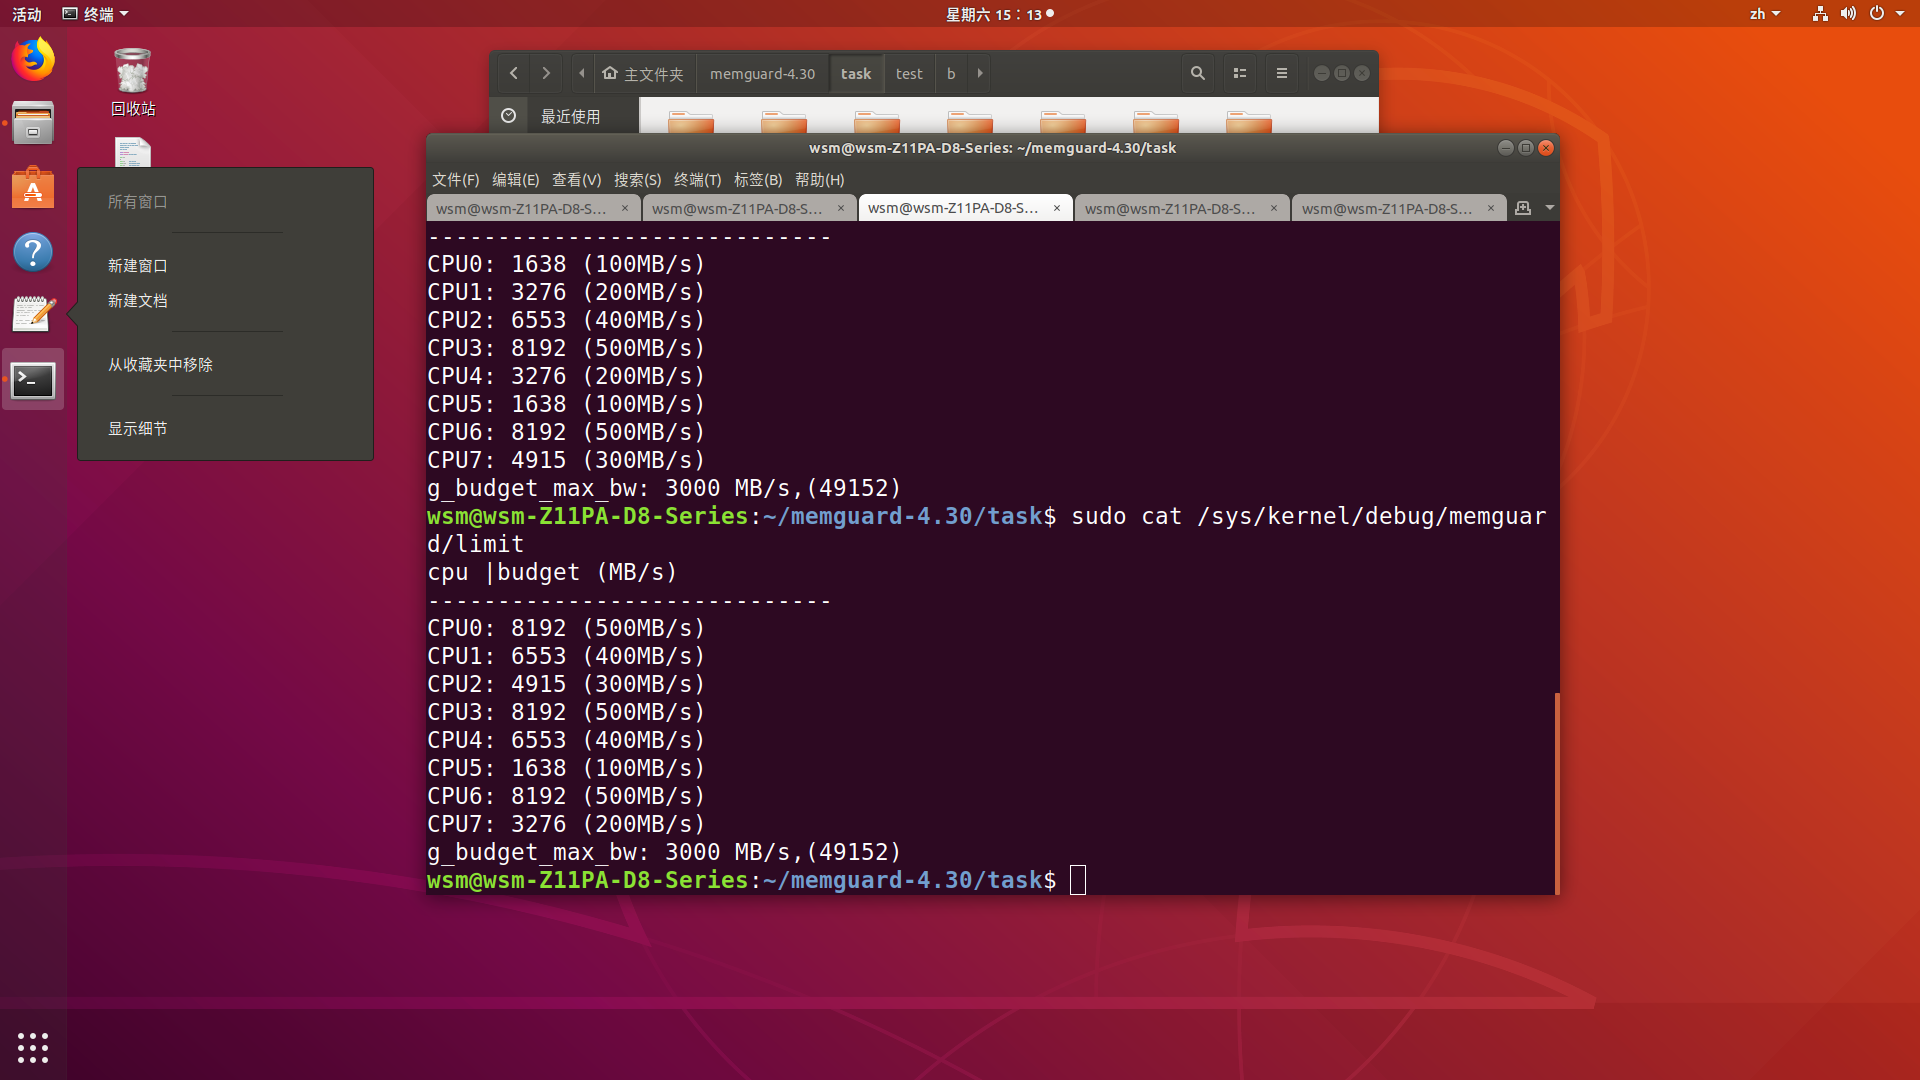 活动 终端 星期六 15：13 zh
回收站
主文件夹 memguard-4.30 task test b
最近使用
所有窗口
新建窗口
新建文档
从收藏夹中移除
显示细节
wsm@wsm-Z11PA-D8-Series: ~/memguard-4.30/task
文件(F) 编辑(E) 查看(V) 搜索(S) 终端(T) 标签(B) 帮助(H)
wsm@wsm-Z11PA-D8-S... × wsm@wsm-Z11PA-D8-S... × wsm@wsm-Z11PA-D8-S... × wsm@wsm-Z11PA-D8-S... × wsm@wsm-Z11PA-D8-S... ×
-----------------------------
CPU0: 1638 (100MB/s)
CPU1: 3276 (200MB/s)
CPU2: 6553 (400MB/s)
CPU3: 8192 (500MB/s)
CPU4: 3276 (200MB/s)
CPU5: 1638 (100MB/s)
CPU6: 8192 (500MB/s)
CPU7: 4915 (300MB/s)
g_budget_max_bw: 3000 MB/s,(49152)
wsm@wsm-Z11PA-D8-Series:~/memguard-4.30/task$ sudo cat /sys/kernel/debug/memguar
d/limit
cpu |budget (MB/s)
-----------------------------
CPU0: 8192 (500MB/s)
CPU1: 6553 (400MB/s)
CPU2: 4915 (300MB/s)
CPU3: 8192 (500MB/s)
CPU4: 6553 (400MB/s)
CPU5: 1638 (100MB/s)
CPU6: 8192 (500MB/s)
CPU7: 3276 (200MB/s)
g_budget_max_bw: 3000 MB/s,(49152)
wsm@wsm-Z11PA-D8-Series:~/memguard-4.30/task$